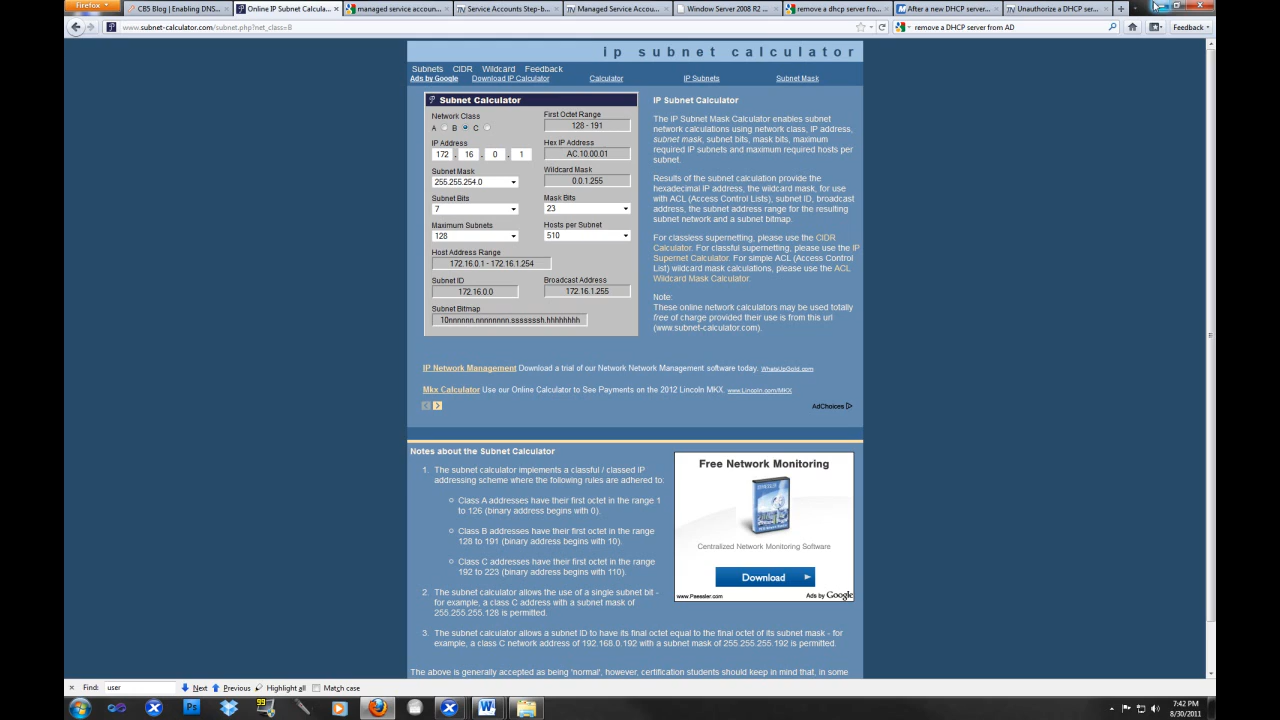 Firefox
CBS Blog | Enabling DNS...
Online IP Subnet Calcula...
managed service accoun...
Service Accounts Step-b...
Managed Service Accou...
Window Server 2008 R2 ...
remove a dhcp server fro...
After a new DHCP server...
Unauthorize a DHCP ser...
www.subnet-calculator.com/subnet.php?net_class=B
remove a DHCP server from AD
Feedback
ip subnet calculator
Subnets CIDR Wildcard Feedback
Ads by Google Download IP Calculator Calculator IP Subnets Subnet Mask
Subnet Calculator
Network Class
A B C
First Octet Range
128 - 191
IP Address
172 . 16 . 0 . 1
Hex IP Address
AC.10.00.01
Subnet Mask
255.255.254.0
Wildcard Mask
0.0.1.255
Subnet Bits
7
Mask Bits
23
Maximum Subnets
128
Hosts per Subnet
510
Host Address Range
172.16.0.1 - 172.16.1.254
Subnet ID
172.16.0.0
Broadcast Address
172.16.1.255
Subnet Bitmap
10nnnnnn.nnnnnnnn.sssssssh.hhhhhhhh
IP Subnet Calculator
The IP Subnet Mask Calculator enables subnet
network calculations using network class, IP address,
subnet mask, subnet bits, mask bits, maximum
required IP subnets and maximum required hosts per
subnet.
Results of the subnet calculation provide the
hexadecimal IP address, the wildcard mask, for use
with ACL (Access Control Lists), subnet ID, broadcast
address, the subnet address range for the resulting
subnet network and a subnet bitmap.
For classless supernetting, please use the CIDR
Calculator. For classful supernetting, please use the IP
Supernet Calculator. For simple ACL (Access Control
List) wildcard mask calculations, please use the ACL
Wildcard Mask Calculator.
Note:
These online network calculators may be used totally
free of charge provided their use is from this url
(www.subnet-calculator.com).
IP Network Management Download a trial of our Network Network Management software today. WhatsUpGold.com
Mkx Calculator Use our Online Calculator to See Payments on the 2012 Lincoln MKX. www.Lincoln.com/MKX
AdChoices
Notes about the Subnet Calculator
1. The subnet calculator implements a classful / classed IP
addressing scheme where the following rules are adhered to:
Class A addresses have their first octet in the range 1
to 126 (binary address begins with 0).
Class B addresses have their first octet in the range
128 to 191 (binary address begins with 10).
Class C addresses have their first octet in the range
192 to 223 (binary address begins with 110).
2. The subnet calculator allows the use of a single subnet bit -
for example, a class C address with a subnet mask of
255.255.255.128 is permitted.
3. The subnet calculator allows a subnet ID to have its final octet equal to the final octet of its subnet mask - for
example, a class C network address of 192.168.0.192 with a subnet mask of 255.255.255.192 is permitted.
The above is generally accepted as being 'normal', however, certification students should keep in mind that, in some
Free Network Monitoring
Centralized Network Monitoring Software
Download
www.Paessler.com
Ads by Google
Find: user Next Previous Highlight all Match case
99
7:42 PM
8/30/2011